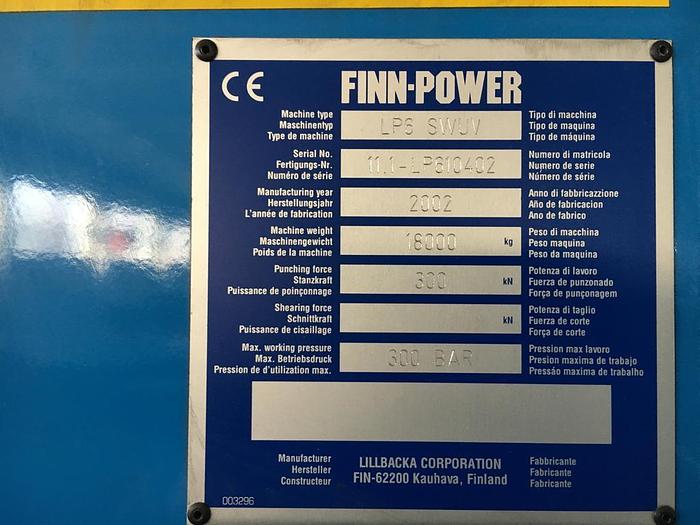 CE FINN-POWER
Machine type
Maschinentyp
Type de machine
LP6 SWUV
Tipo di macchina
Tipo de maquina
Tipo de máquina
Serial No.
Fertigungs-Nr.
Numéro de série
11.1-LP610402
Numero di matricola
Numero de serie
Número de série
Manufacturing year
Herstellungsjahr
L'année de fabrication
2002
Anno di fabbricazzione
Año de fabricacion
Ano de fabrico
Machine weight
Maschinengewicht
Poids de la machine
18000 kg
Peso di macchina
Peso maquina
Peso da maquina
Punching force
Stanzkraft
Puissance de poinçonnage
300 kN
Potenza di lavoro
Fuerza de punzonado
Força de punçonagem
Shearing force
Schnittkraft
Puissance de cisaillage
kN
Potenza di taglio
Fuerza de corte
Força de corte
Max. working pressure
Max. Betriebsdruck
Pression de d'utilization max.
300 BAR
Pression max lavoro
Presion maxima de trabajo
Pressáo maxima de trabalho
Manufacturer
Hersteller
Constructeur
LILLBACKA CORPORATION
FIN-62200 Kauhava, Finland
Fabbricante
Fabricante
Fabricante
003296